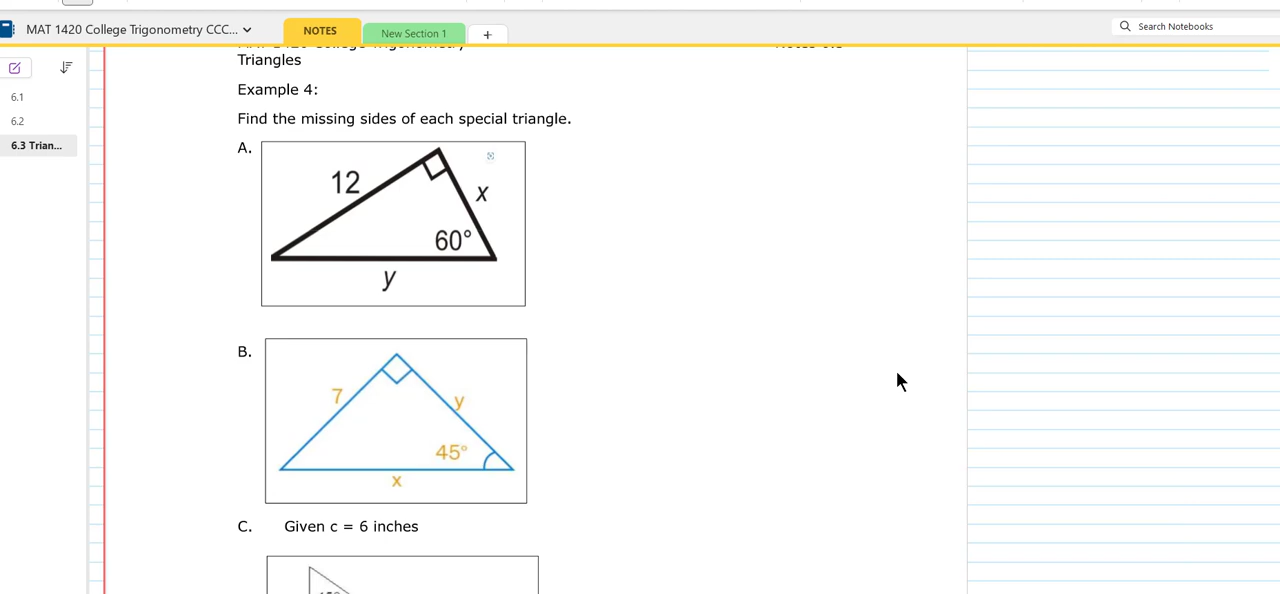 MAT 1420 College Trigonometry CCC...
NOTES
New Section 1
+
Search Notebooks
6.1
6.2
6.3 Trian...
Triangles
Example 4:
Find the missing sides of each special triangle.
A.
12
x
60°
y
B.
7
y
45°
x
C. Given c = 6 inches